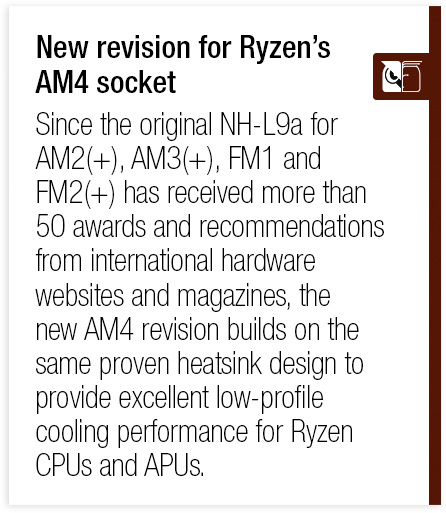 New revision for Ryzen’s
AM4 socket
Since the original NH-L9a for
AM2(+), AM3(+), FM1 and
FM2(+) has received more than
50 awards and recommendations
from international hardware
websites and magazines, the
new AM4 revision builds on the
same proven heatsink design to
provide excellent low-profile
cooling performance for Ryzen
CPUs and APUs.